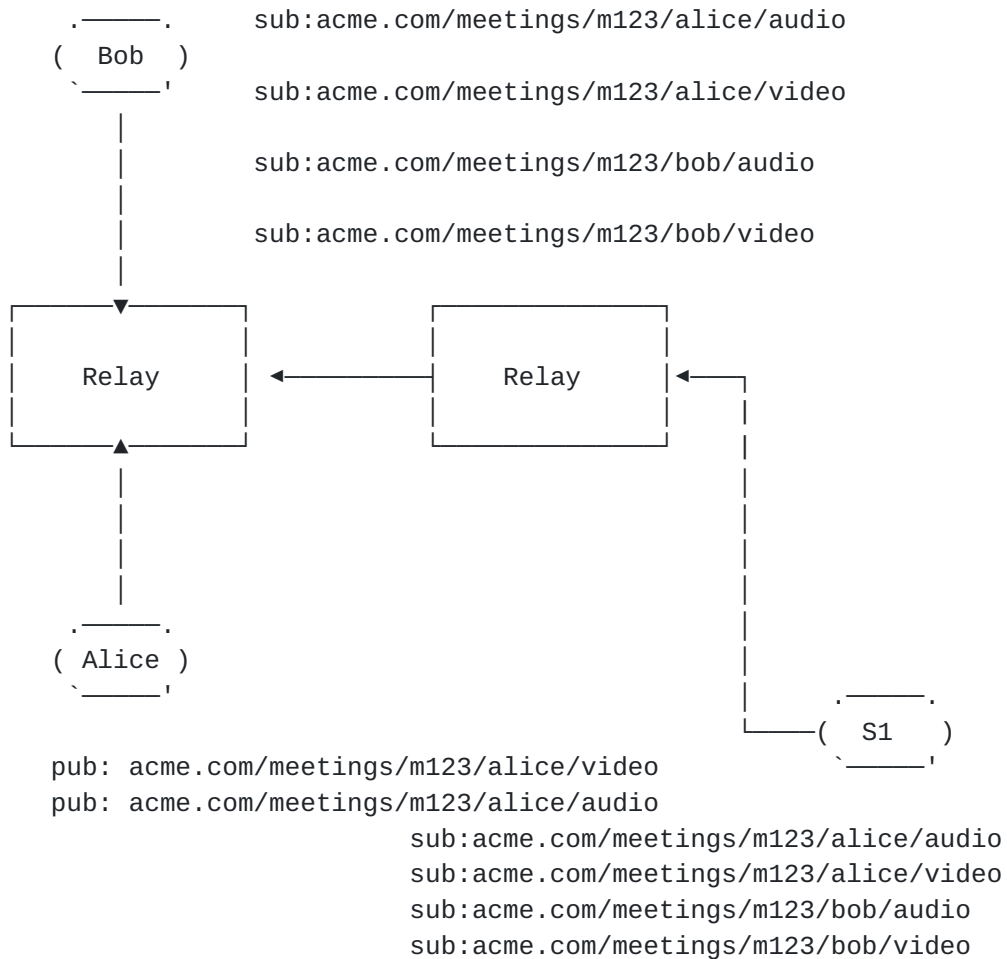 sub:acme.com/meetings/m123/alice/audio
Bob
sub:acme.com/meetings/m123/alice/video
sub:acme.com/meetings/m123/bob/audio
sub:acme.com/meetings/m123/bob/video
Relay
Relay
Alice
S1
pub: acme.com/meetings/m123/alice/video
pub: acme.com/meetings/m123/alice/audio
sub:acme.com/meetings/m123/alice/audio
sub:acme.com/meetings/m123/alice/video
sub:acme.com/meetings/m123/bob/audio
sub:acme.com/meetings/m123/bob/video